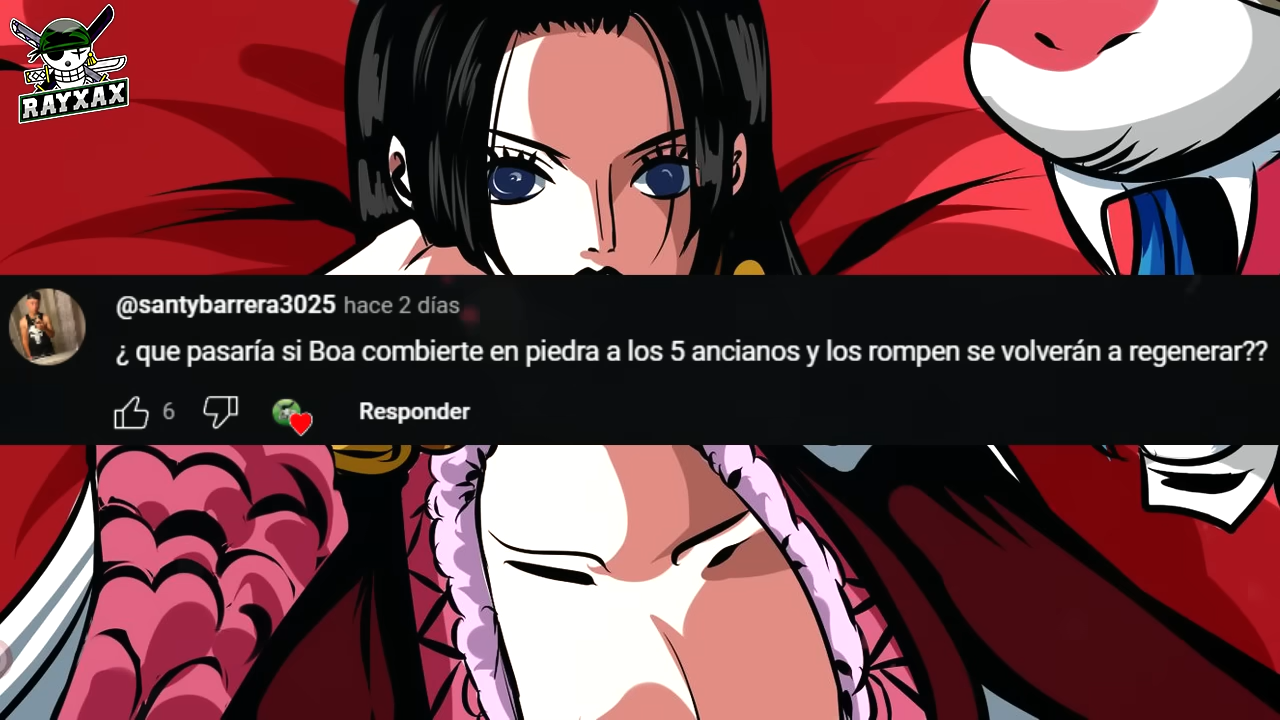 RAYXAX
@santybarrera3025 hace 2 días
¿ que pasaría si Boa combierte en piedra a los 5 ancianos y los rompen se volverán a regenerar??
6 Responder